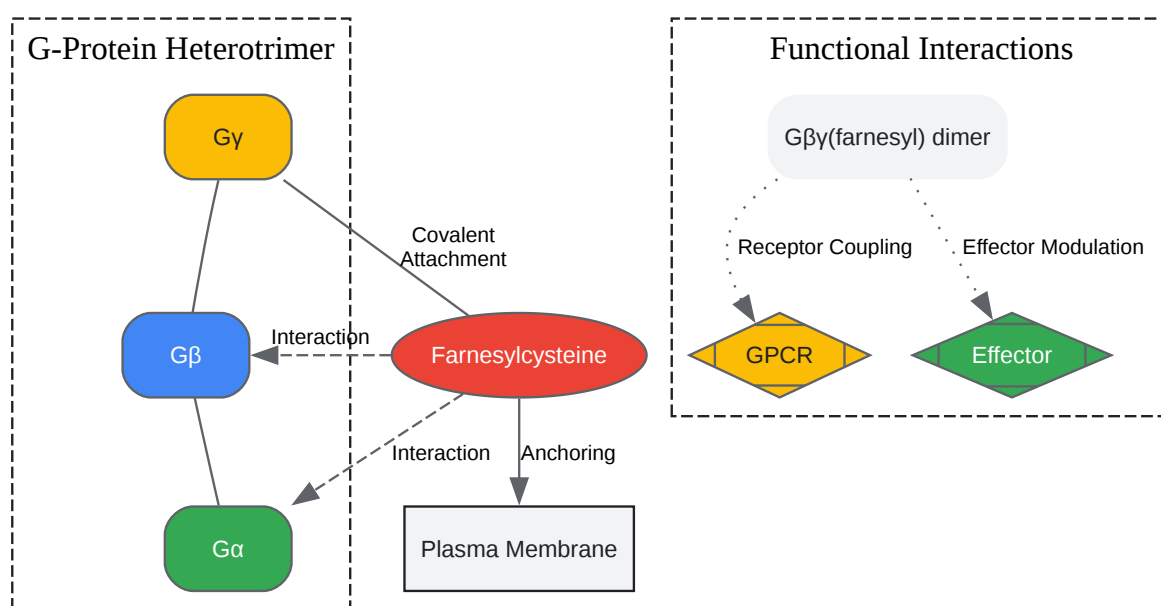 G-Protein Heterotrimer
Functional Interactions
Gγ
Gβγ(farnesyl) dimer
Covalent
Attachment
Receptor Coupling
Effector Modulation
Interaction
Gβ
Farnesylcysteine
GPCR
Effector
Interaction
Anchoring
Gα
Plasma Membrane